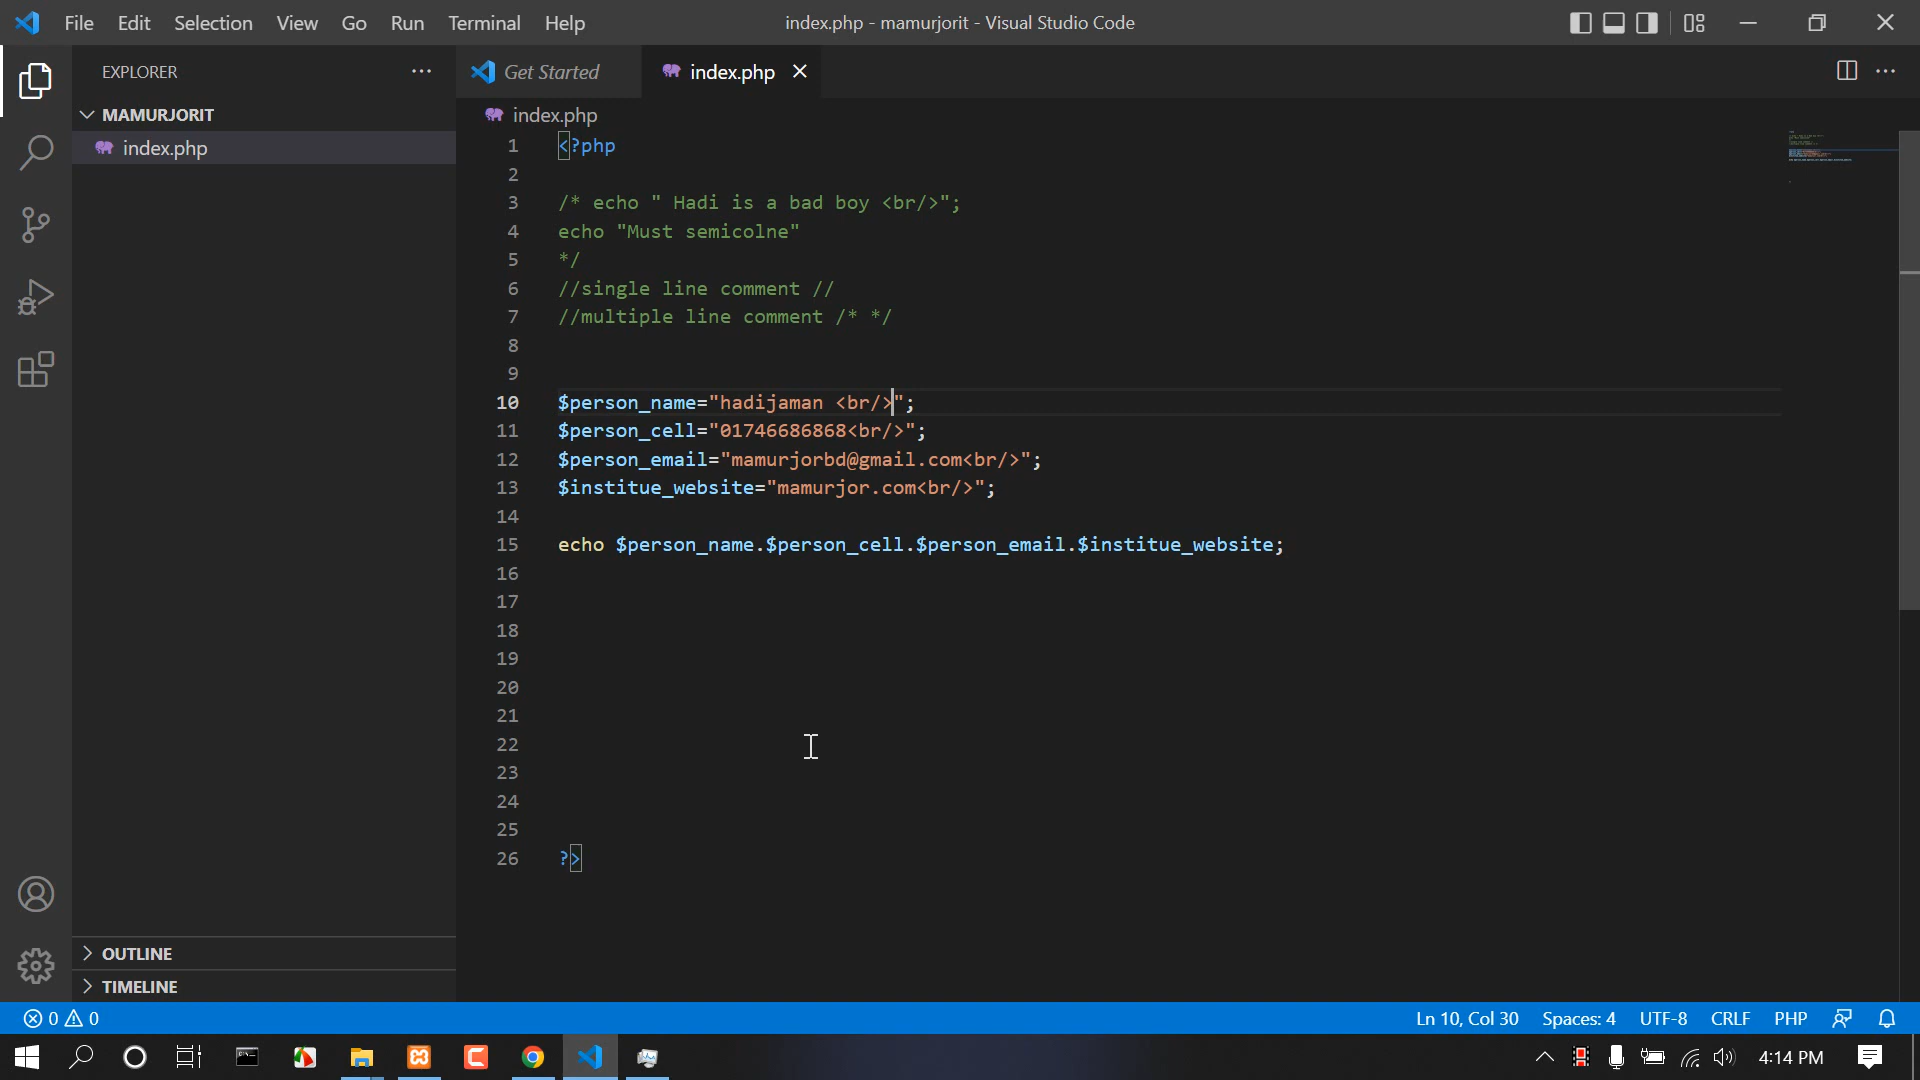 File Edit Selection View Go Run Terminal Help
index.php - mamurjorit - Visual Studio Code
EXPLORER
MAMURJORIT
index.php
OUTLINE
TIMELINE
Get Started
index.php
index.php
1 <?php
2
3 /* echo " Hadi is a bad boy <br/>";
4 echo "Must semicolne"
5 */
6 //single line comment //
7 //multiple line comment /* */
8
9
10 $person_name="hadijaman <br/>";
11 $person_cell="01746686868<br/>";
12 $person_email="mamurjorbd@gmail.com<br/>";
13 $institue_website="mamurjor.com<br/>";
14
15 echo $person_name.$person_cell.$person_email.$institue_website;
16
17
18
19
20
21
22
23
24
25
26 ?>
0 0
Ln 10, Col 30 Spaces: 4 UTF-8 CRLF PHP
4:14 PM